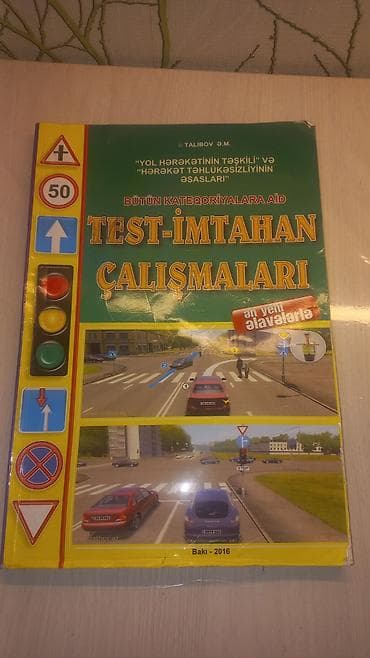 TALIBOV Ə.M.
"YOL HƏRƏKƏTİNİN TƏŞKİLİ" VƏ
"HƏRƏKƏT TƏHLÜKƏSİZLİYİNİN
ƏSASLARI"
BÜTÜN KATEQORİYALARA AİD
TEST-İMTAHAN
ÇALIŞMALARI
ən yeni
əlavələrlə
50
Bakı - 2016